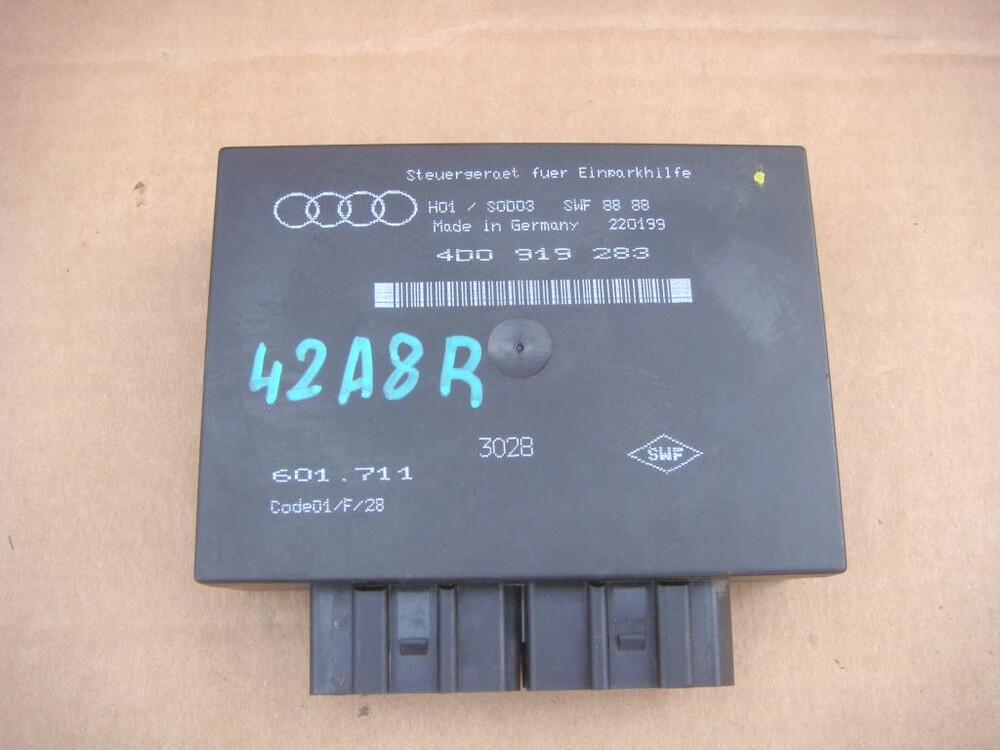 Steuergeraet fuer Einparkhilfe
H01 / S0D03 SWF 88 88
Made in Germany 220199
4D0 919 283
42A8R
3028
SWF
601.711
Code01/F/28